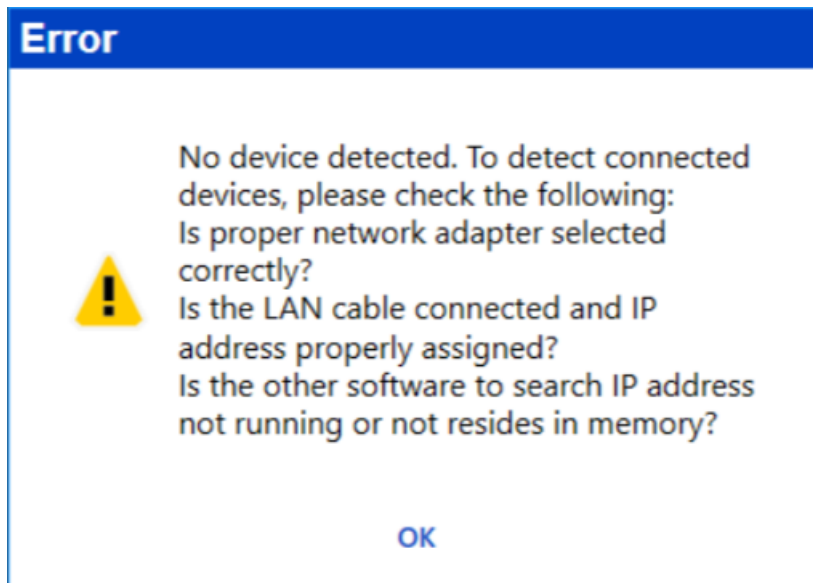 Error
No device detected. To detect connected
devices, please check the following:
Is proper network adapter selected
correctly?
Is the LAN cable connected and IP
address properly assigned?
Is the other software to search IP address
not running or not resides in memory?
OK